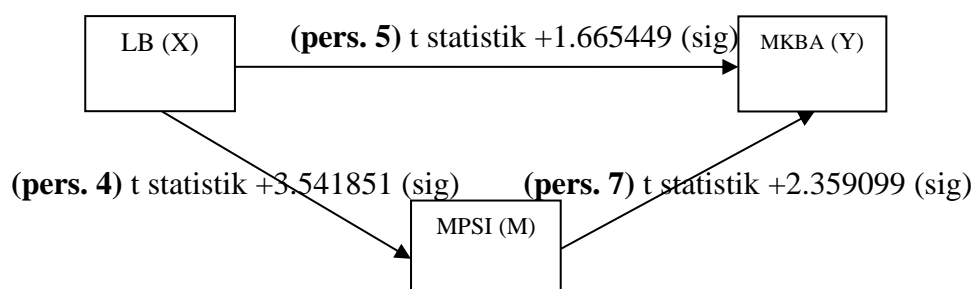 LB (X)
(pers. 5) t statistik +1.665449 (sig)
MKBA (Y)
(pers. 4) t statistik +3.541851 (sig)
(pers. 7) t statistik +2.359099 (sig)
MPSI (M)